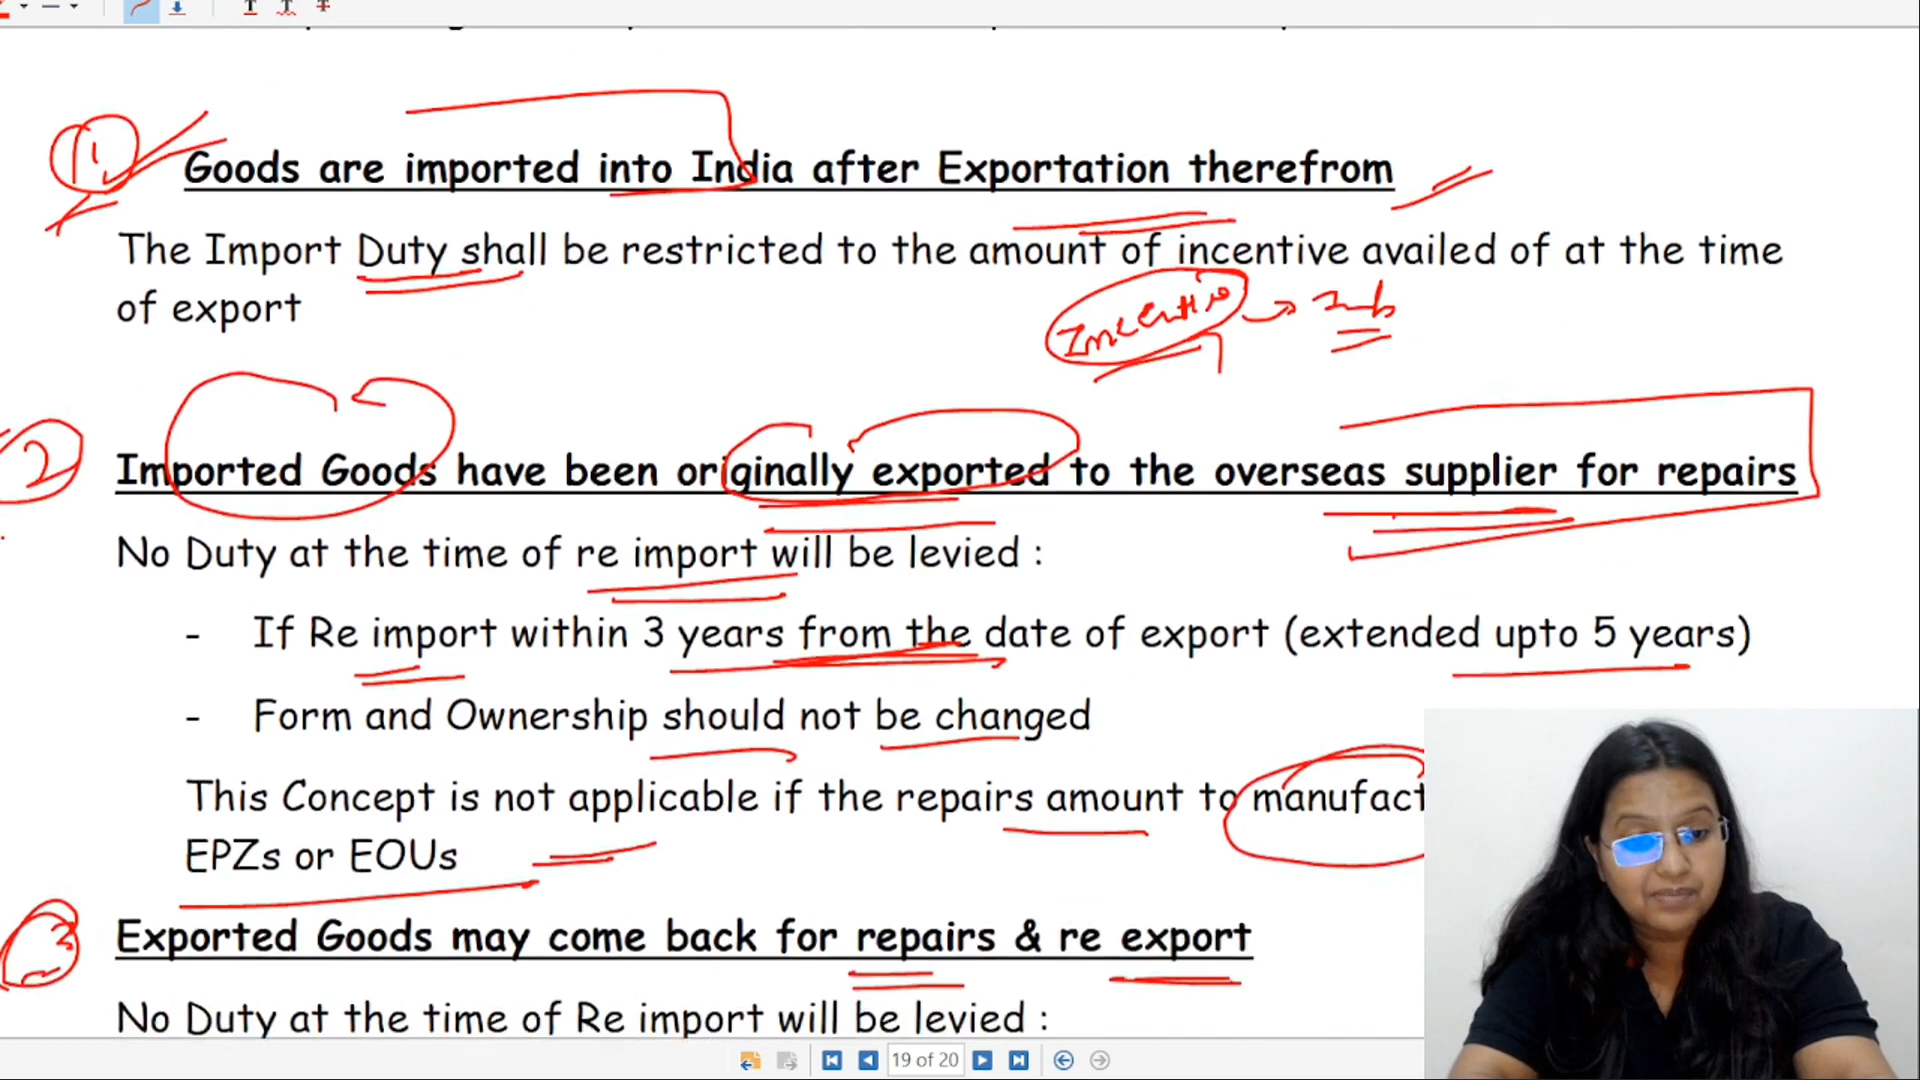 1.
Goods are imported into India after Exportation therefrom
The Import Duty shall be restricted to the amount of incentive availed of at the time
of export
Incentive
2
Imported Goods have been originally exported to the overseas supplier for repairs
No Duty at the time of re import will be levied :
- If Re import within 3 years from the date of export (extended upto 5 years)
- Form and Ownership should not be changed
This Concept is not applicable if the repairs amount to manufact
EPZs or EOUs
3
Exported Goods may come back for repairs & re export
No Duty at the time of Re import will be levied :
19 of 20